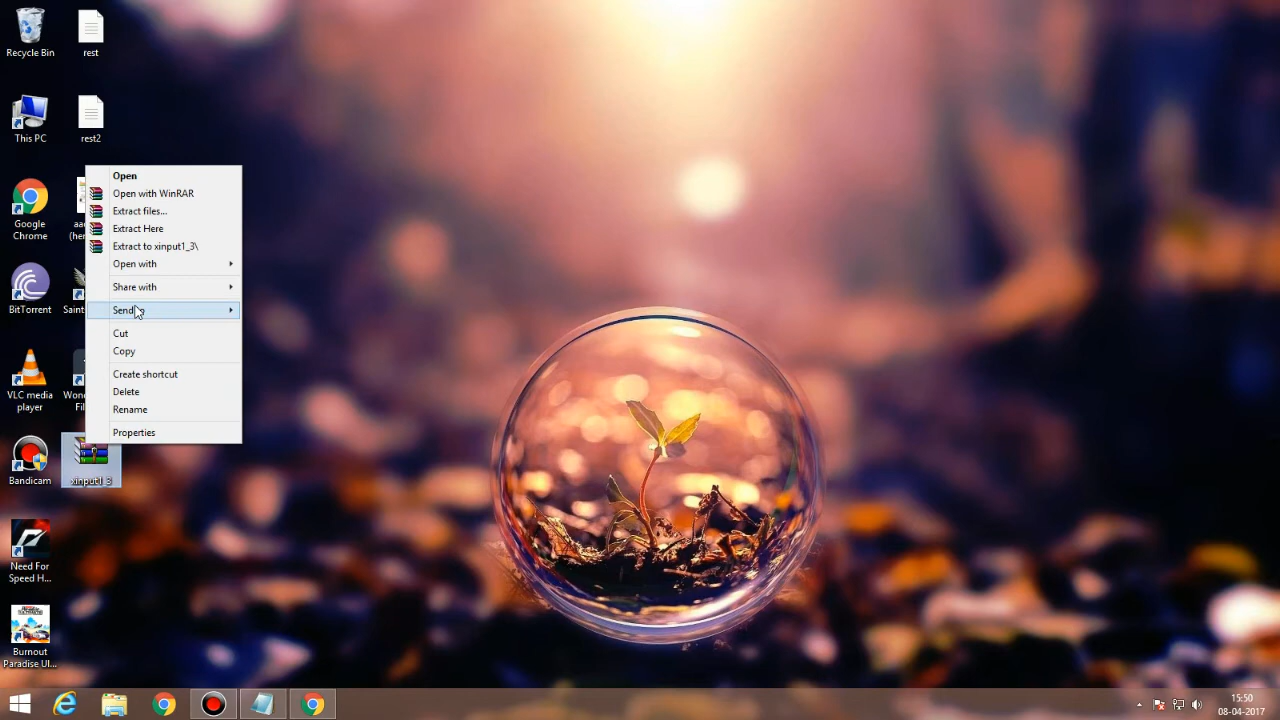 Recycle Bin
rest
This PC
rest2
Google
Chrome
BitTorrent
VLC media
player
Bandicam
xinput1_3
Need For
Speed H...
Burnout
Paradise Ul...
Open
Open with WinRAR
Extract files...
Extract Here
Extract to xinput1_3\
Open with
Share with
Send
Cut
Copy
Create shortcut
Delete
Rename
Properties
15:50
08-04-2017